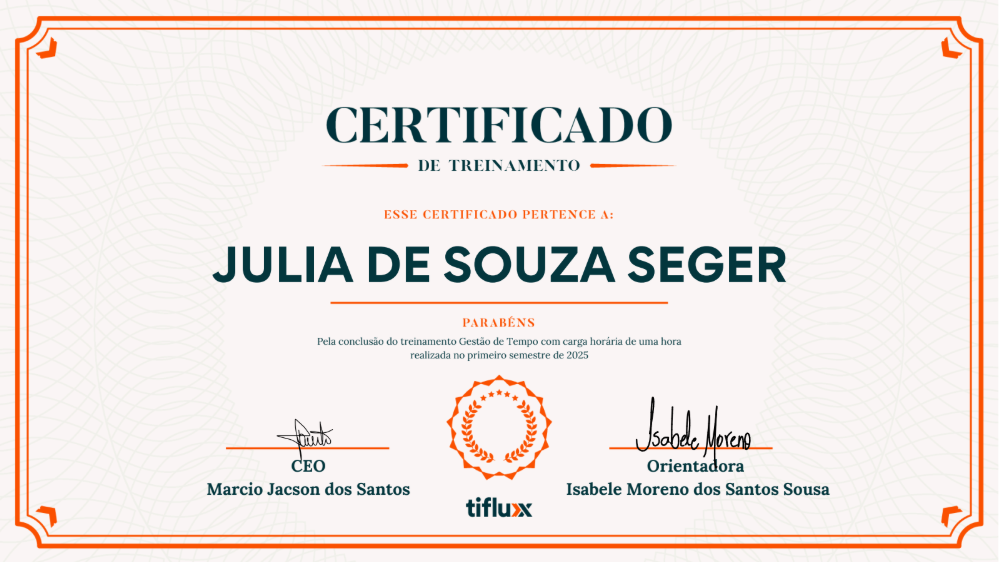 CERTIFICADO
DE TREINAMENTO
ESSE CERTIFICADO PERTENCE A:
JULIA DE SOUZA SEGER
PARABÉNS
Pela conclusão do treinamento Gestão de Tempo com carga horária de uma hora
realizada no primeiro semestre de 2025
Isabele Moreno
CEO
Orientadora
Marcio Jacson dos Santos
Isabele Moreno dos Santos Sousa
tiflux